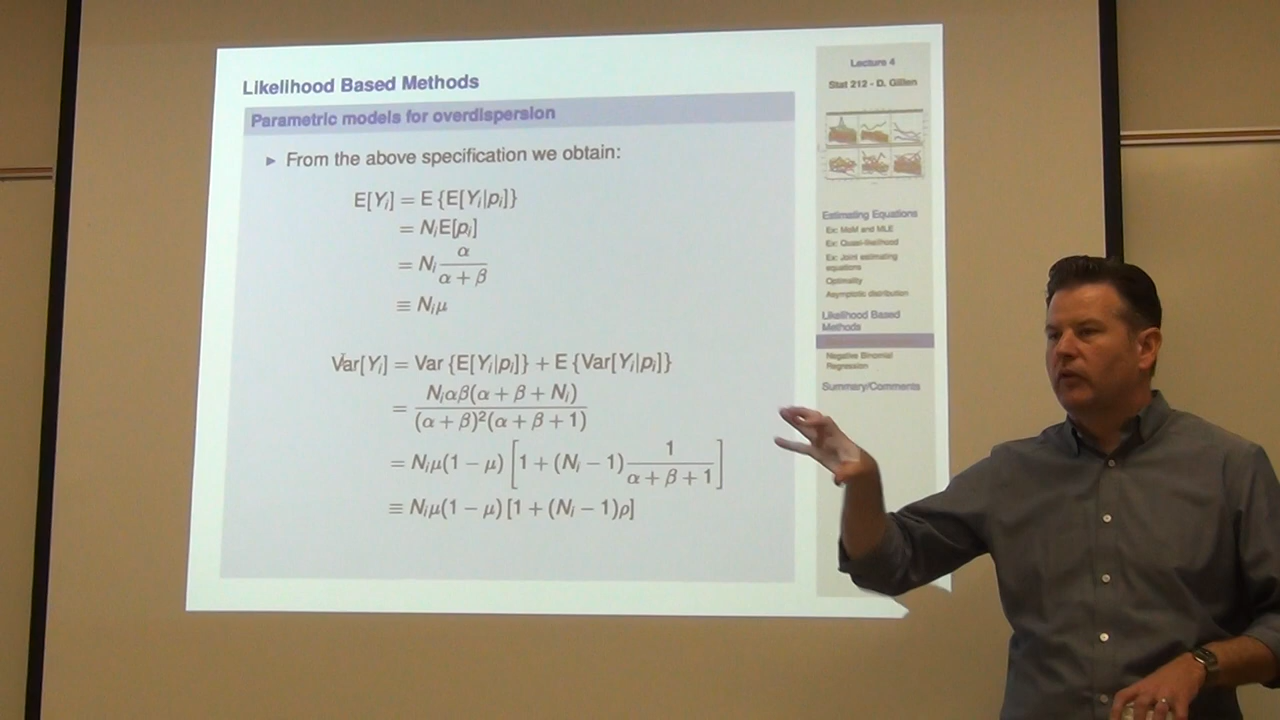 Likelihood Based Methods
Parametric models for overdispersion
► From the above specification we obtain:
E[Yᵢ] = E {E[Yᵢ|pᵢ]}
= NᵢE[pᵢ]
= Nᵢ α / (α + β)
≡ Nᵢμ
Var[Yᵢ] = Var {E[Yᵢ|pᵢ]} + E {Var[Yᵢ|pᵢ]}
= Nᵢαβ(α + β + Nᵢ) / (α + β)²(α + β + 1)
= Nᵢμ(1 − μ) [1 + (Nᵢ − 1) 1 / (α + β + 1)]
≡ Nᵢμ(1 − μ) [1 + (Nᵢ − 1)ρ]
Lecture 4
Stat 212 - D. Gillen
Estimating Equations
Ex: MoM and MLE
Ex: Quasi-likelihood
Ex: Joint estimating
equations
Optimality
Asymptotic distribution
Likelihood Based
Methods
Negative Binomial
Regression
Summary/Comments